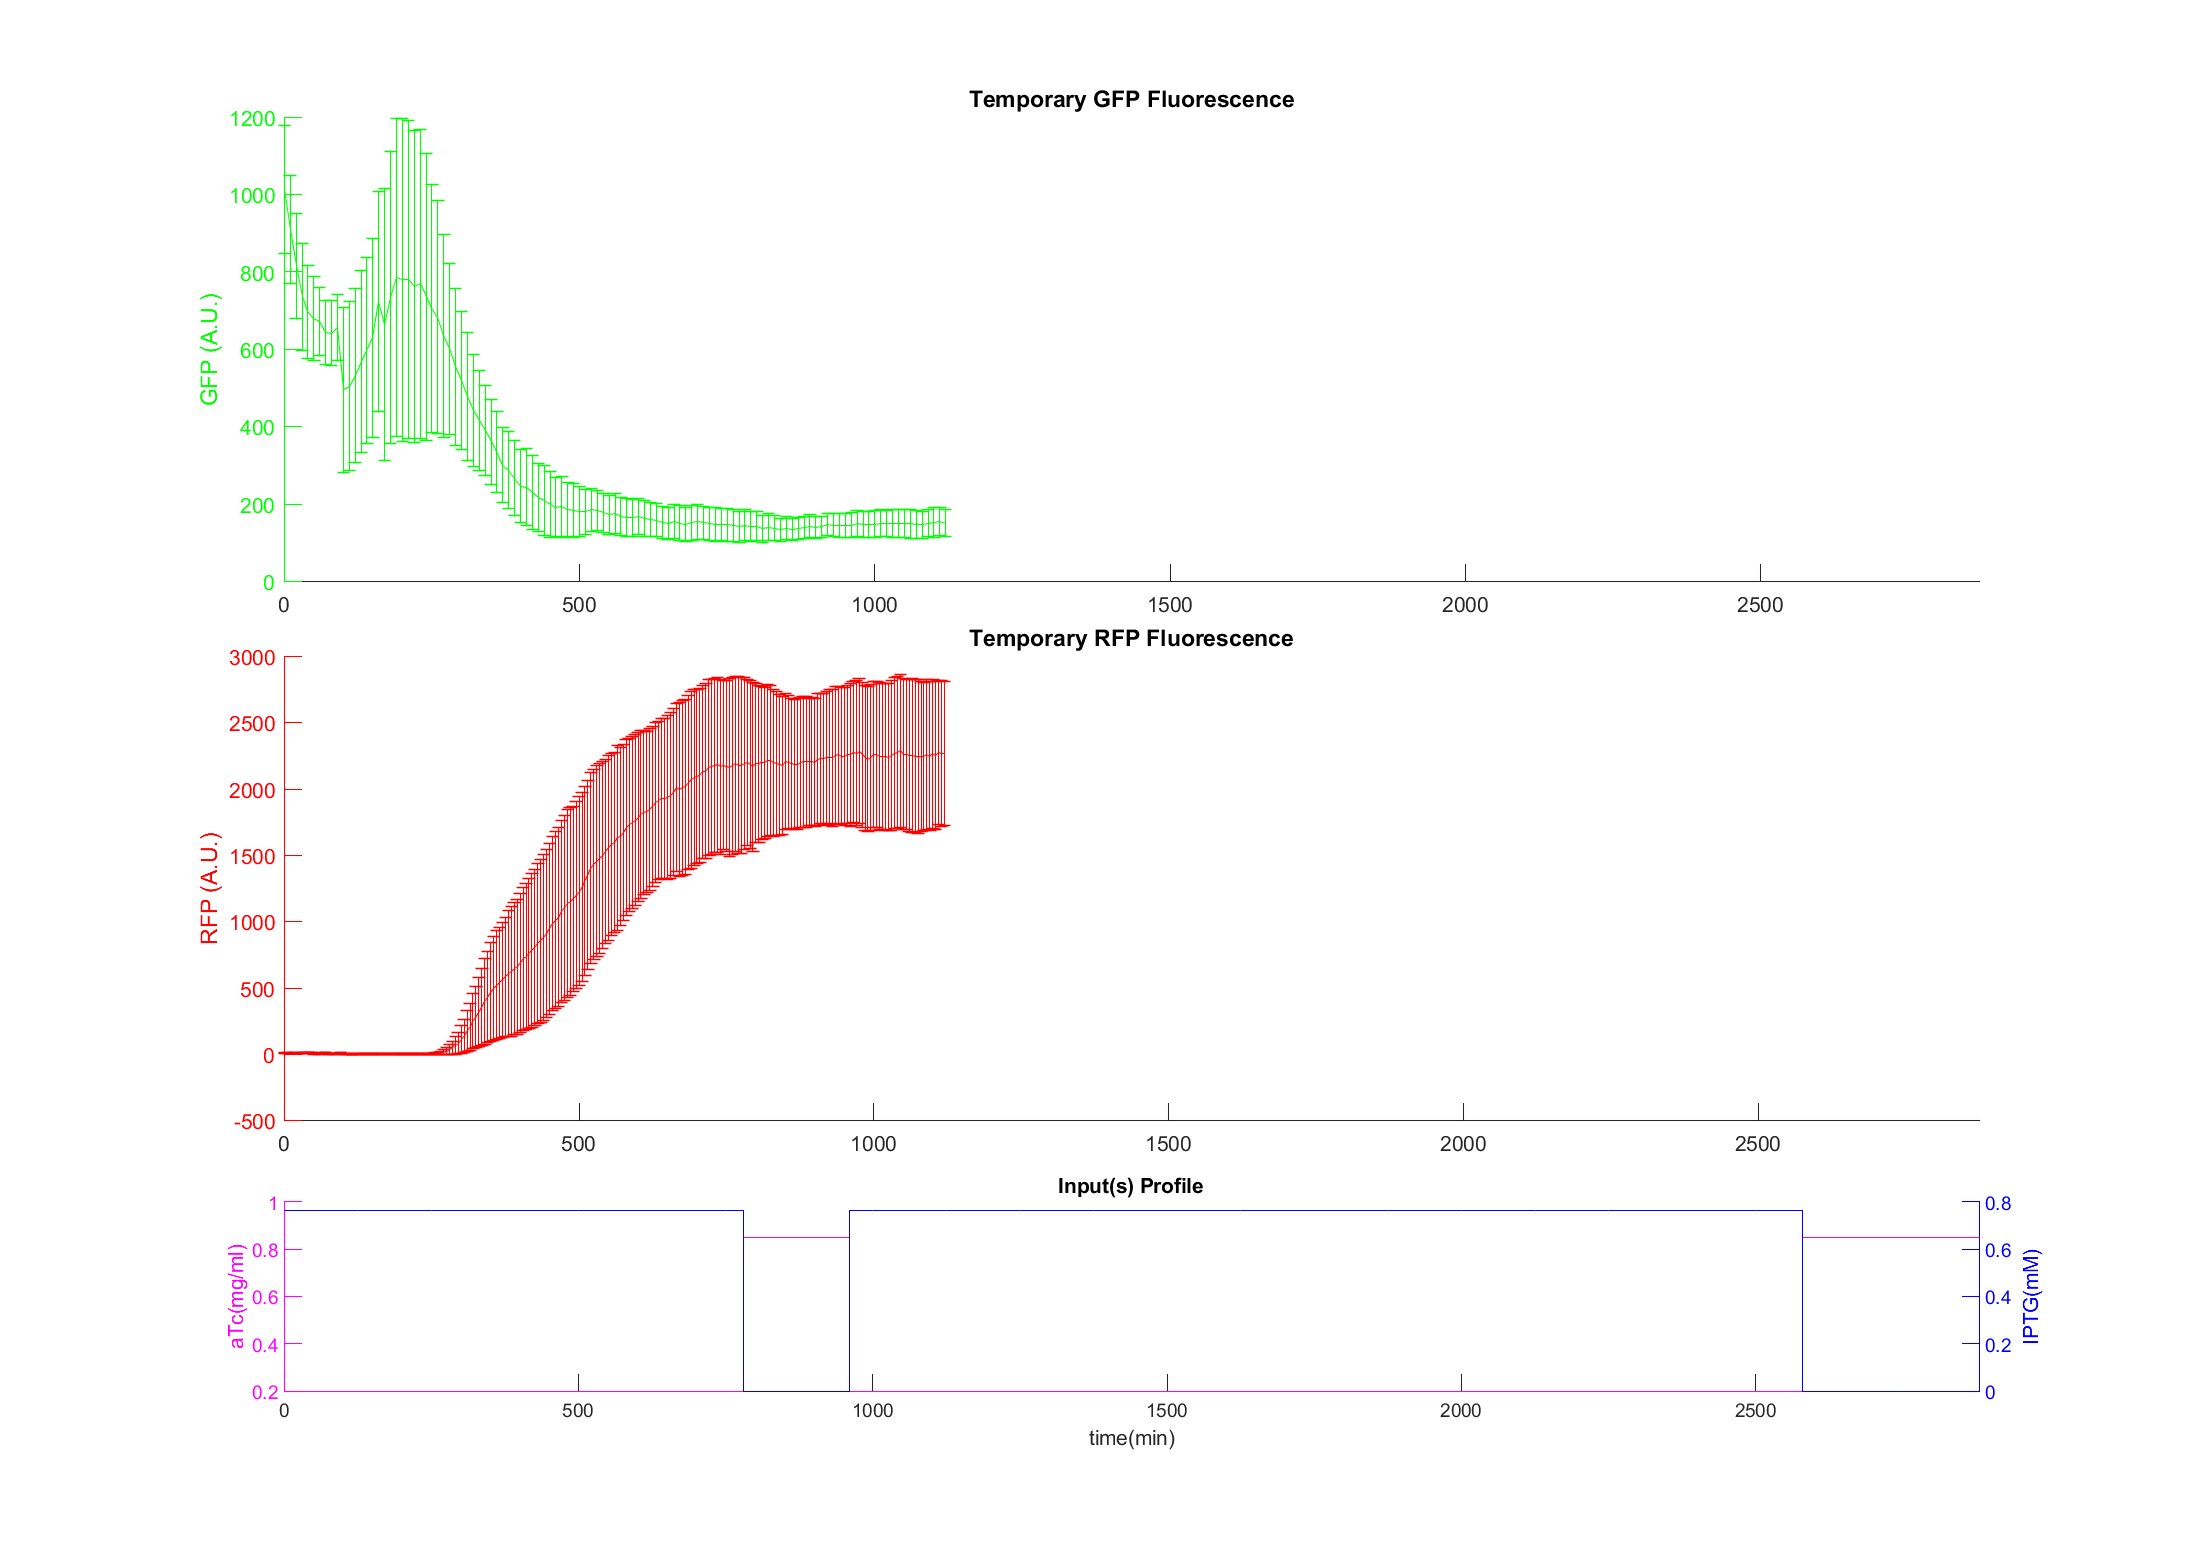 Temporary GFP Fluorescence
GFP (A.U.)
1200
1000
800
600
400
200
0
0 500 1000 1500 2000 2500
Temporary RFP Fluorescence
RFP (A.U.)
3000
2500
2000
1500
1000
500
0
-500
0 500 1000 1500 2000 2500
Input(s) Profile
aTc(mg/ml)
1
0.8
0.6
0.4
0.2
0.8
0.6
0.4
0.2
0
IPTG(mM)
0 500 1000 1500 2000 2500
time(min)